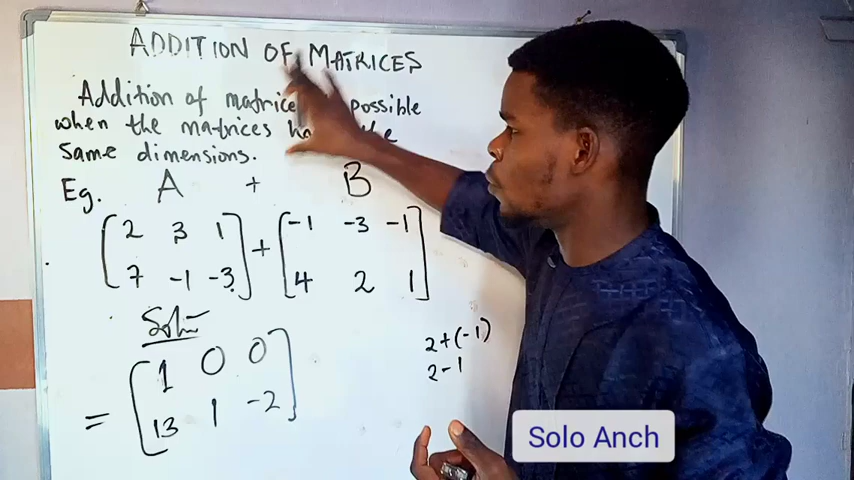 ADDITION OF MATRICES
Addition of matrice possible
when the matrices the
same dimensions.
Eg. A + B
[2 3 1] + [-1 -3 -1]
[7 -1 -3] [4 2 1]
Soln
2+(-1)
2-1
= [1 0 0]
[13 1 -2]
Solo Anch